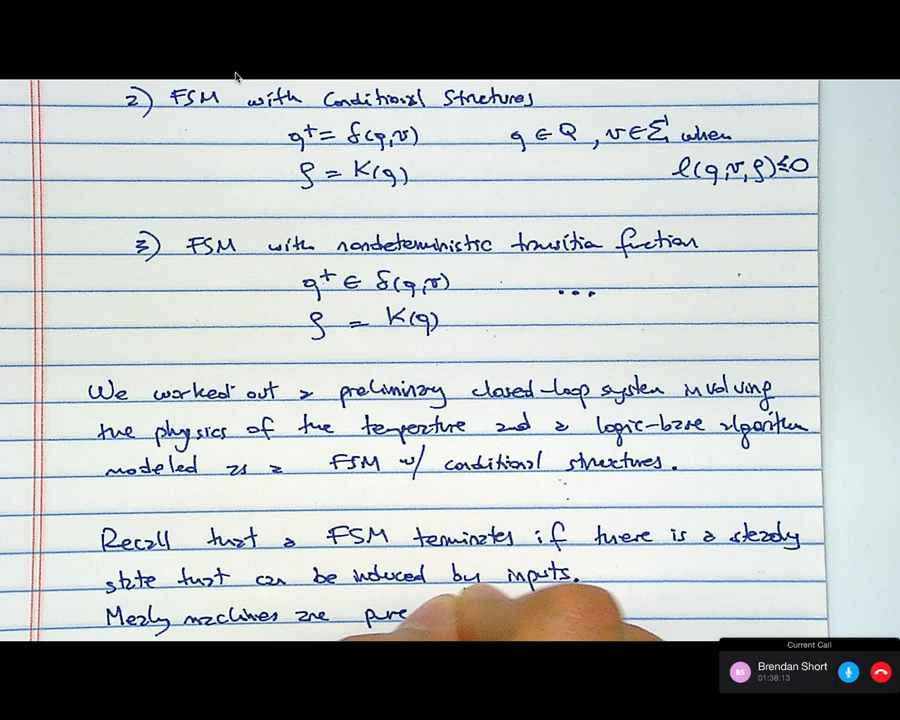 2) FSM with Conditional Structures
q⁺ = δ(q,v) q ∈ Q , v ∈ Σ when
ζ = κ(q) ℓ(q,v,ζ) ≤ 0
3) FSM with nondeterministic transition function
q⁺ ∈ δ(q,v) ...
ζ = κ(q)
We worked out a preliminary closed-loop system involving
the physics of the temperature and a logic-base algorithm
modeled as a FSM w/ conditional structures.
Recall that a FSM terminates if there is a steady
state that can be induced by inputs.
Mealy machines are pure
Current Call
BS
Brendan Short
01:38:13